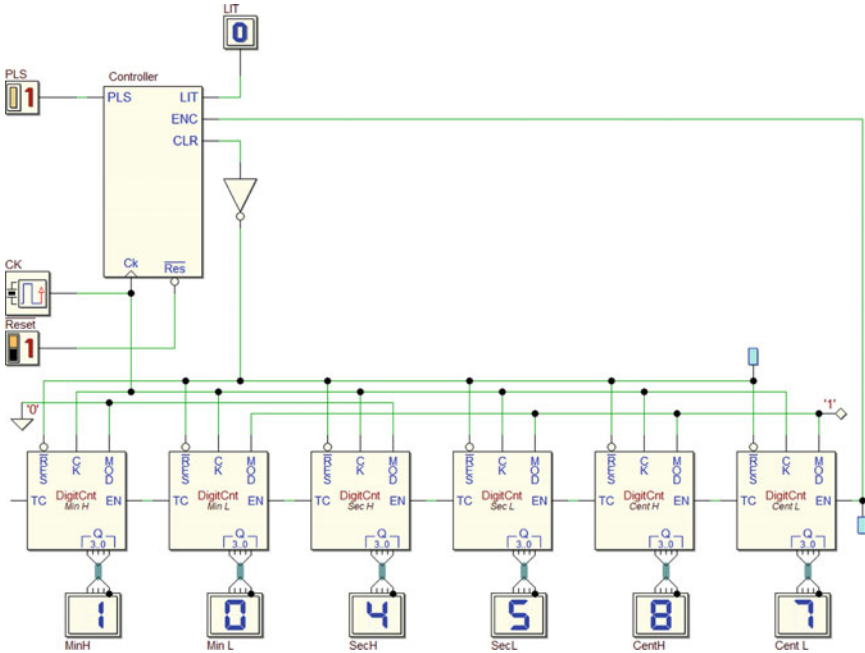 LIT
0
PLS
1
Controller
PLS LIT
ENC
CLR
Ck Res
CK
Reset
1
'0' '1'
RES CK MOD RES CK MOD RES CK MOD RES CK MOD RES CK MOD RES CK MOD
TC DigitCnt EN TC DigitCnt EN TC DigitCnt EN TC DigitCnt EN TC DigitCnt EN TC DigitCnt EN
Min H Min L Sec H Sec L Cent H Cent L
Q Q Q Q Q Q
3..0 3..0 3..0 3..0 3..0 3..0
1 0 4 5 8 7
MinH Min L SecH SecL CentH Cent L